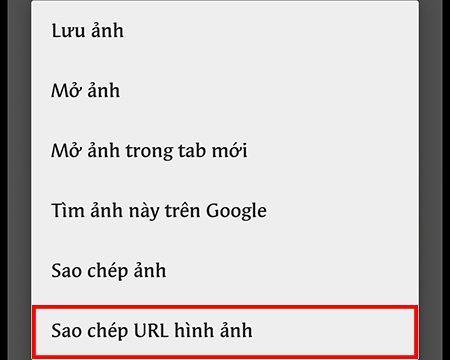 Lưu ảnh
Mở ảnh
Mở ảnh trong tab mới
Tìm ảnh này trên Google
Sao chép ảnh
Sao chép URL hình ảnh